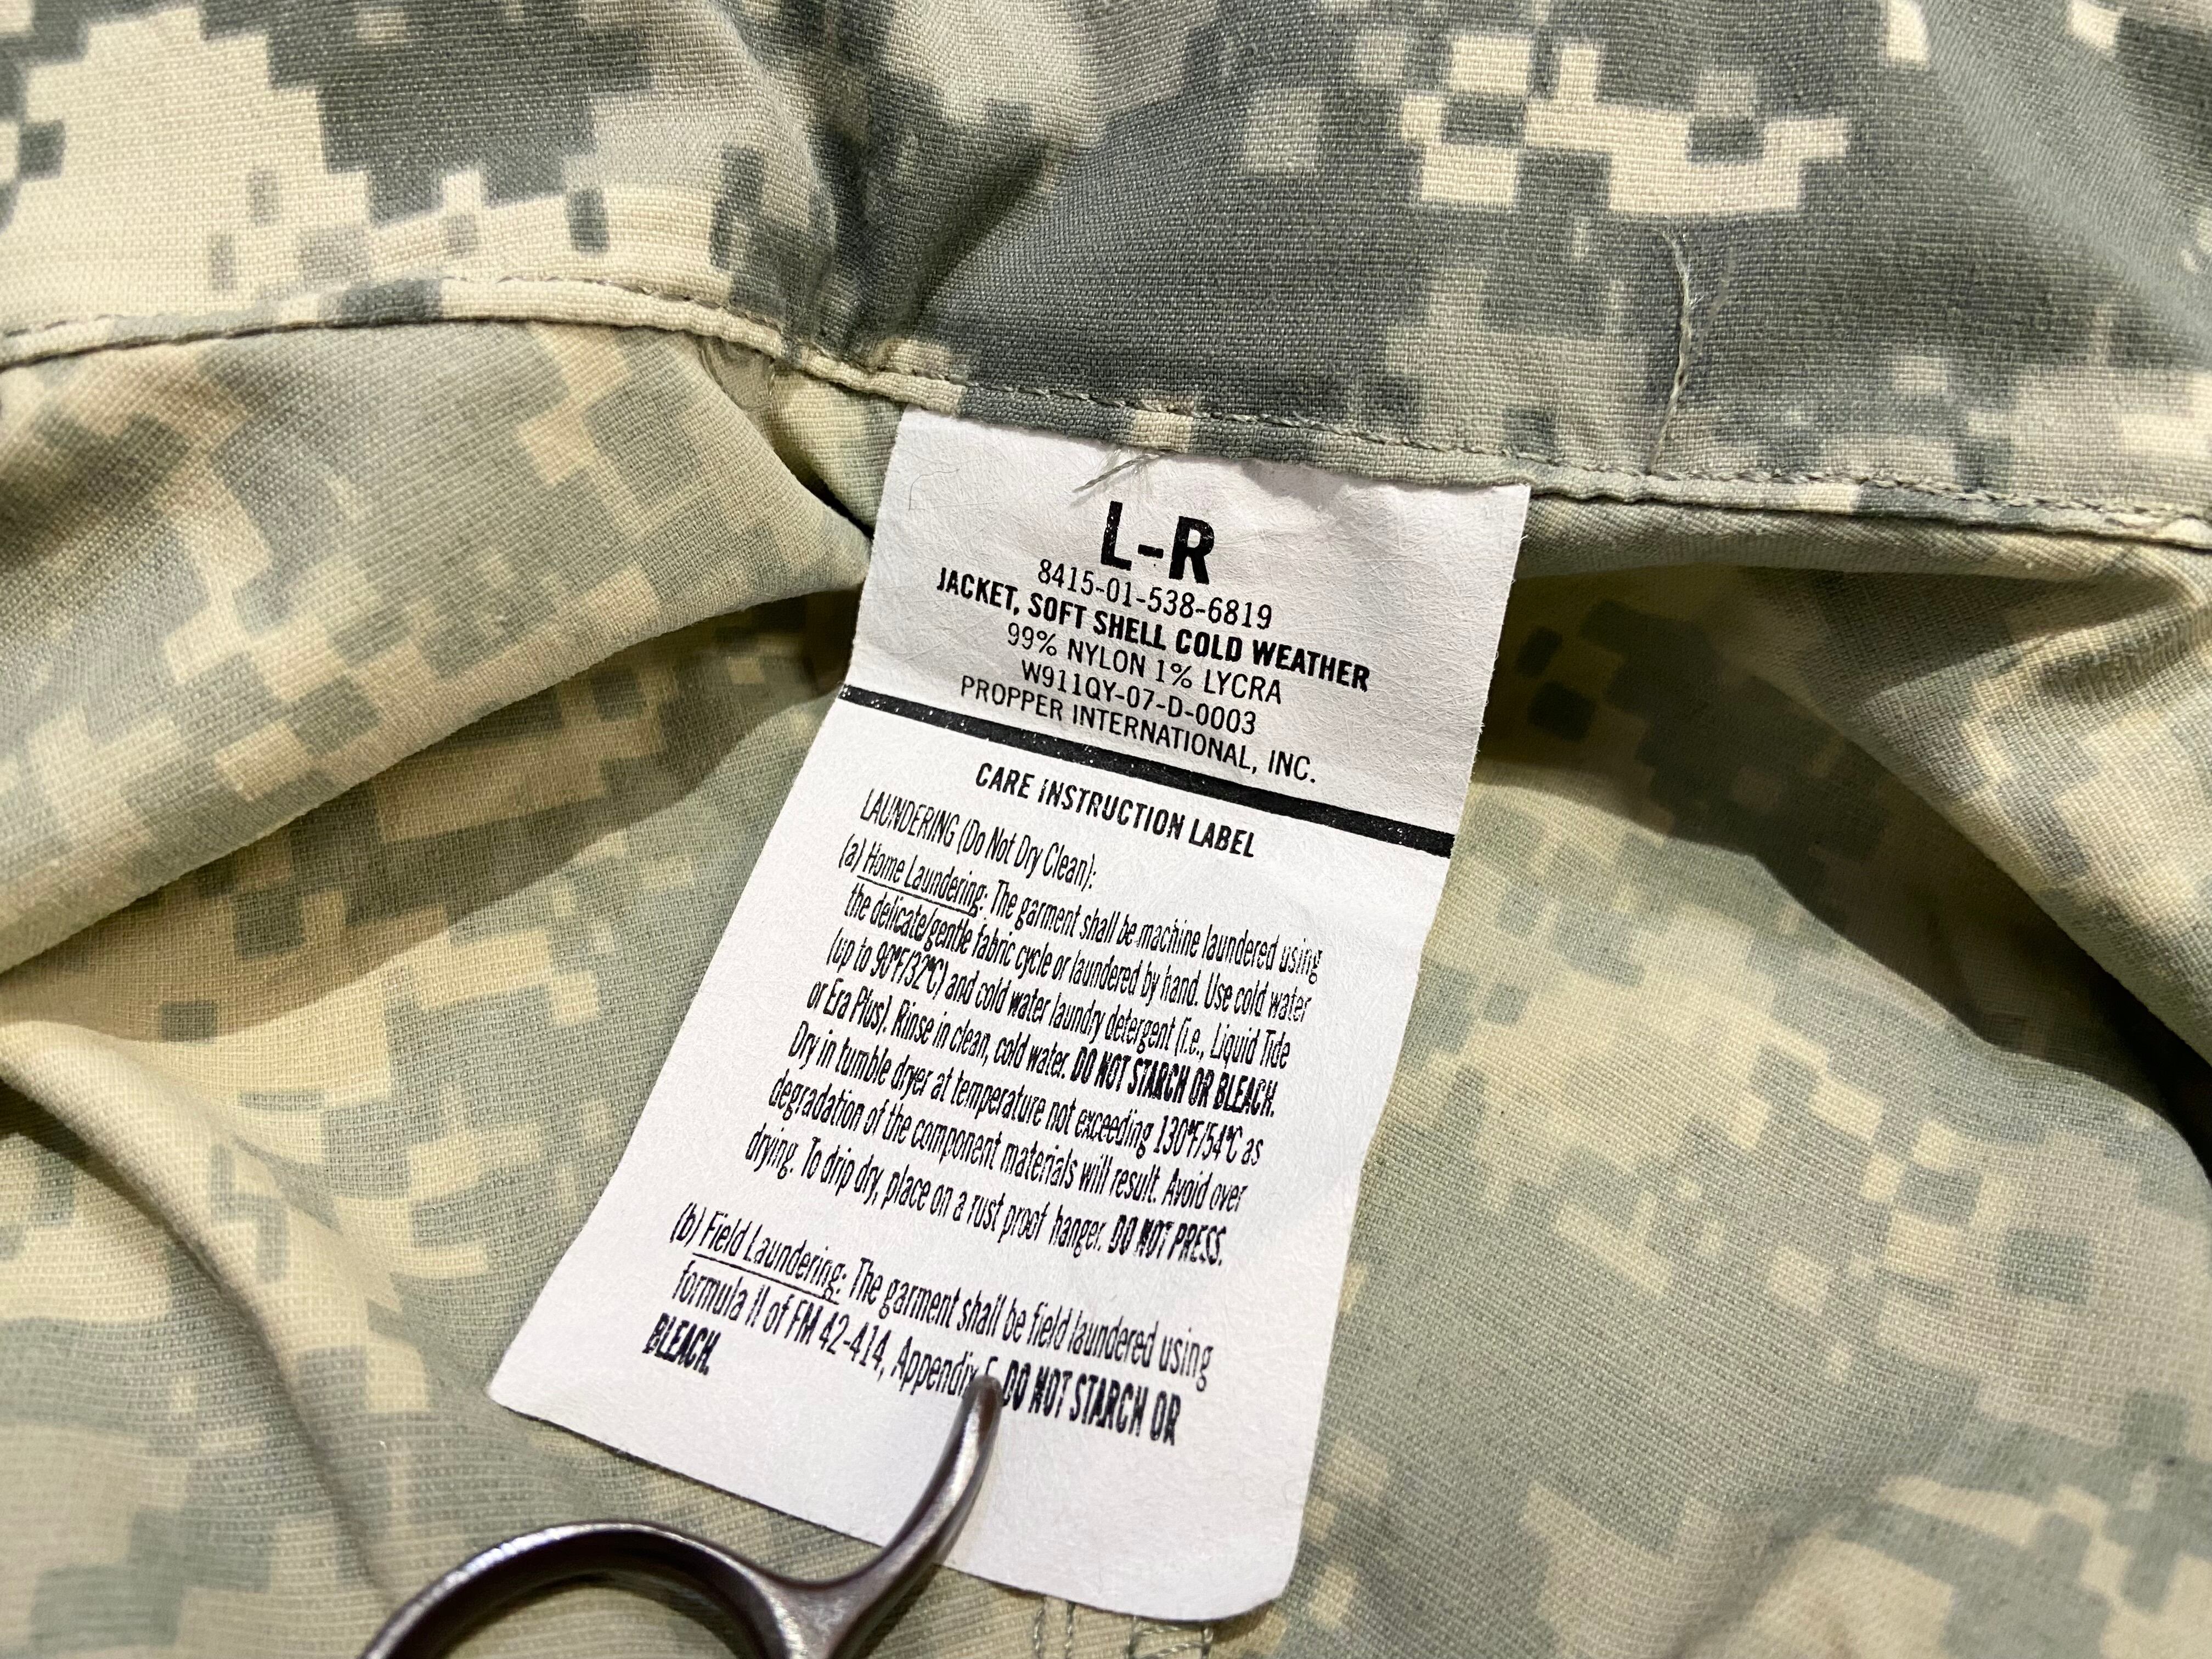 L-R
8415-01-538-6819
JACKET, SOFT SHELL COLD WEATHER
99% NYLON 1% LYCRA
W911QY-07-D-0003
PROPPER INTERNATIONAL, INC.
CARE INSTRUCTION LABEL
LAUNDERING (Do Not Dry Clean):
(a) Home Laundering: The garment shall be machine laundered using
the delicate/gentle fabric cycle or laundered by hand. Use cold water
(up to 90°F/32°C) and cold water laundry detergent (i.e., Liquid Tide
or Era Plus). Rinse in clean, cold water. DO NOT STARCH OR BLEACH.
Dry in tumble dryer at temperature not exceeding 130°F/54°C as
degradation of the component materials will result. Avoid over
drying. To drip dry, place on a rust proof hanger. DO NOT PRESS.
(b) Field Laundering: The garment shall be field laundered using
formula II of FM 42-414, Appendix DO NOT STARCH OR
BLEACH.